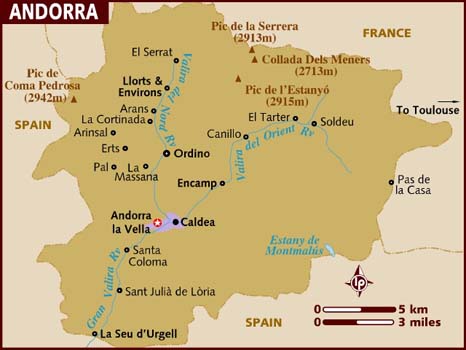 ANDORRA
Pic de la Serrera
(2913m)
FRANCE
El Serrat
Collada Dels Meners
(2713m)
Pic de
Coma Pedrosa
(2942m)
Llorts &
Environs
Valira del Nord Rv
Pic de l'Estanyó
(2915m)
Arans
La Cortinada
To Toulouse
SPAIN
Arinsal
El Tarter
Soldeu
Canillo
Valira del Orient Rv
Erts
Ordino
Pal
La
Massana
Encamp
Pas de
la Casa
Andorra
la Vella
Caldea
Santa
Coloma
Estany de
Montmalús
Gran Valira Rv
LP
Sant Julià de Lòria
0 5 km
0 3 miles
La Seu d'Urgell
SPAIN